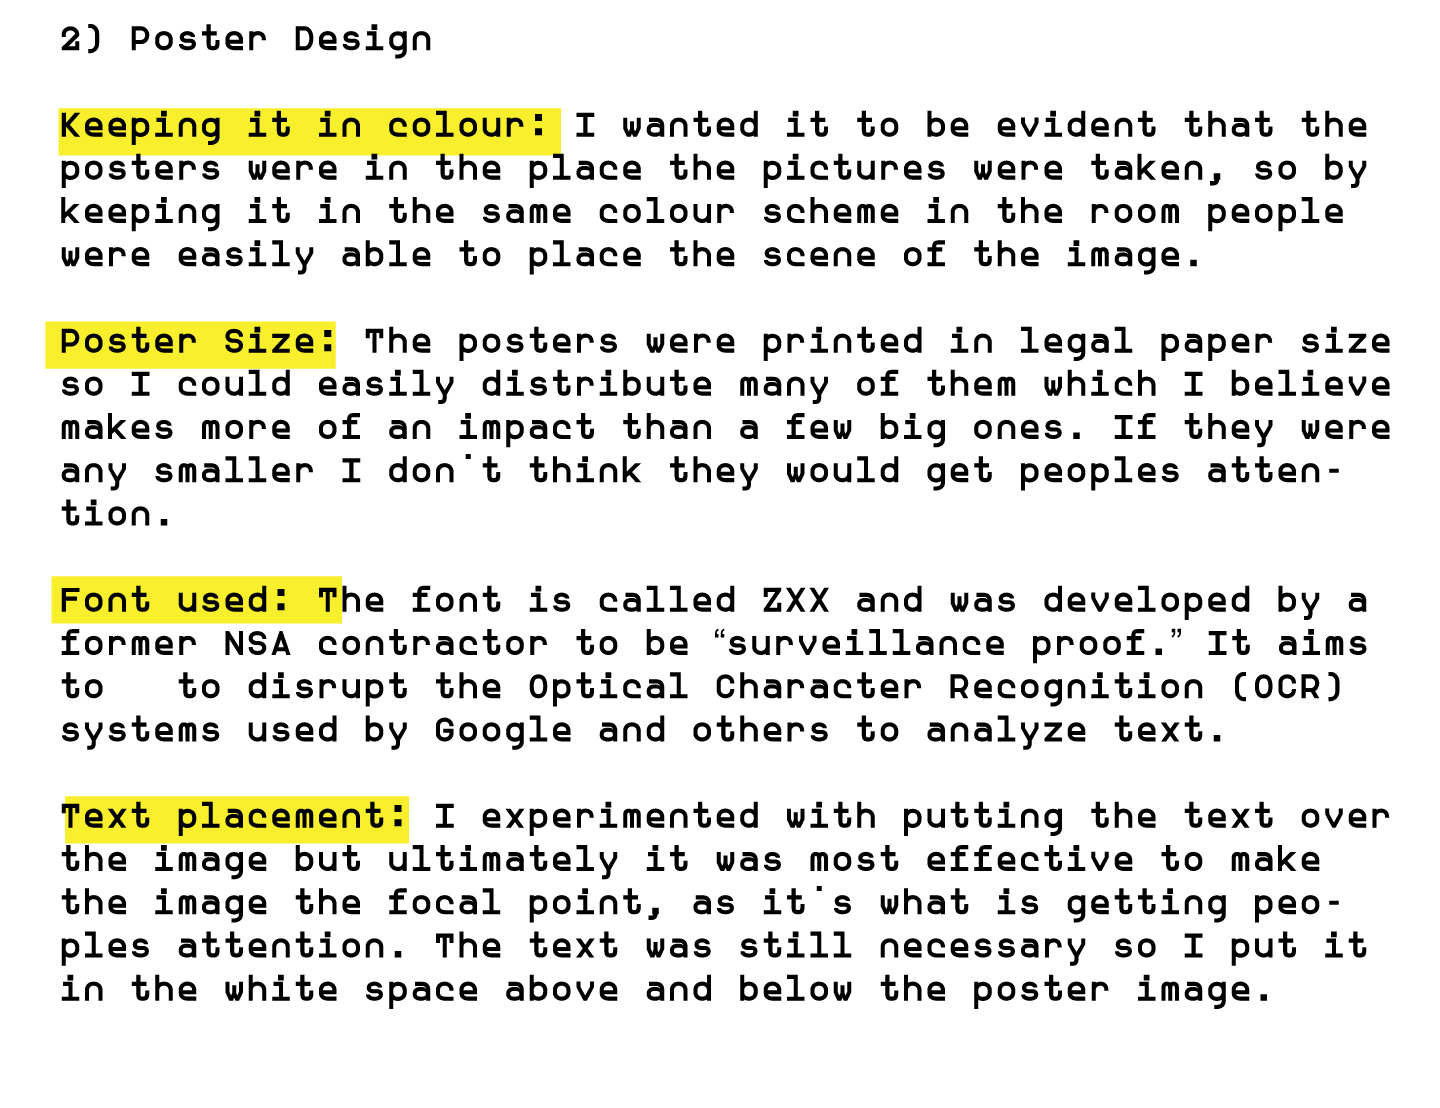 2) Poster Design
Keeping it in colour: I wanted it to be evident that the
posters were in the place the pictures were taken, so by
keeping it in the same colour scheme in the room people
were easily able to place the scene of the image.
Poster Size: The posters were printed in legal paper size
so I could easily distribute many of them which I believe
makes more of an impact than a few big ones. If they were
any smaller I don't think they would get peoples atten-
tion.
Font used: The font is called ZXX and was developed by a
former NSA contractor to be “surveillance proof.” It aims
to   to disrupt the Optical Character Recognition (OCR)
systems used by Google and others to analyze text.
Text placement: I experimented with putting the text over
the image but ultimately it was most effective to make
the image the focal point, as it's what is getting peo-
ples attention. The text was still necessary so I put it
in the white space above and below the poster image.